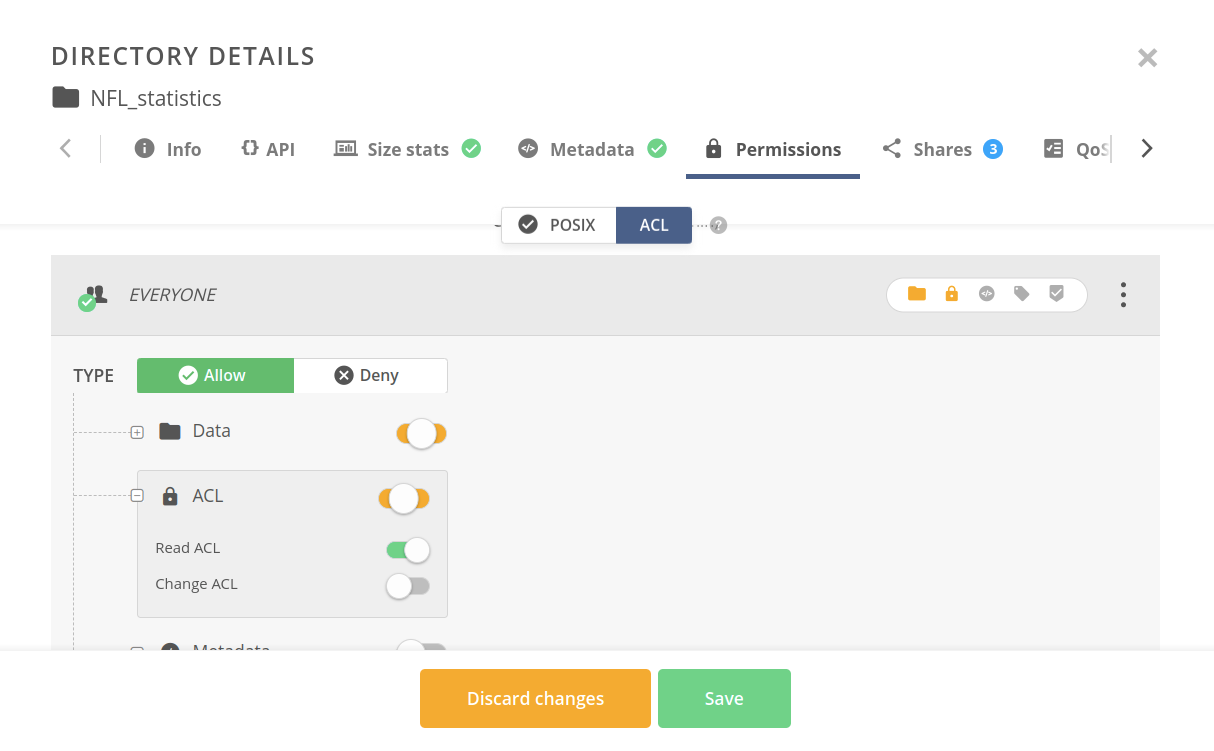 DIRECTORY DETAILS
NFL_statistics
Info {} API Size stats Metadata Permissions Shares 3 QoS
POSIX ACL ?
EVERYONE
TYPE Allow Deny
Data
ACL
Read ACL
Change ACL
Metadata
Discard changes Save